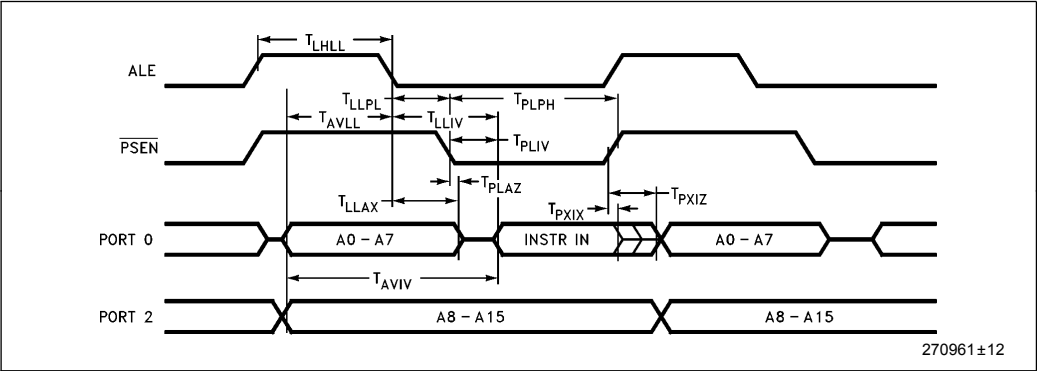 T_LHLL
ALE
T_LLPL
T_PLPH
T_AVLL
T_LLIV
PSEN
T_PLIV
T_PLAZ
T_LLAX
T_PXIX
T_PXIZ
PORT 0
A0 – A7
INSTR IN
A0 – A7
T_AVIV
PORT 2
A8 – A15
A8 – A15
270961±12